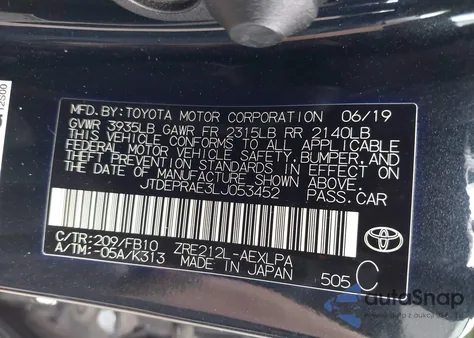 MFD. BY: TOYOTA MOTOR CORPORATION 06/19
GVWR 3935LB GAWR FR 2315LB RR 2140LB
THIS VEHICLE CONFORMS TO ALL APPLICABLE
FEDERAL MOTOR VEHICLE SAFETY, BUMPER, AND
THEFT PREVENTION STANDARDS IN EFFECT ON
THE DATE OF MANUFACTURE SHOWN ABOVE.
JTDEPRAE3LJ053452 PASS. CAR
C/TR: 209/FB10 ZRE212L-AEXLPA
A/TM: -05A/K313 MADE IN JAPAN
505 C
TOYOTA
autoSnap